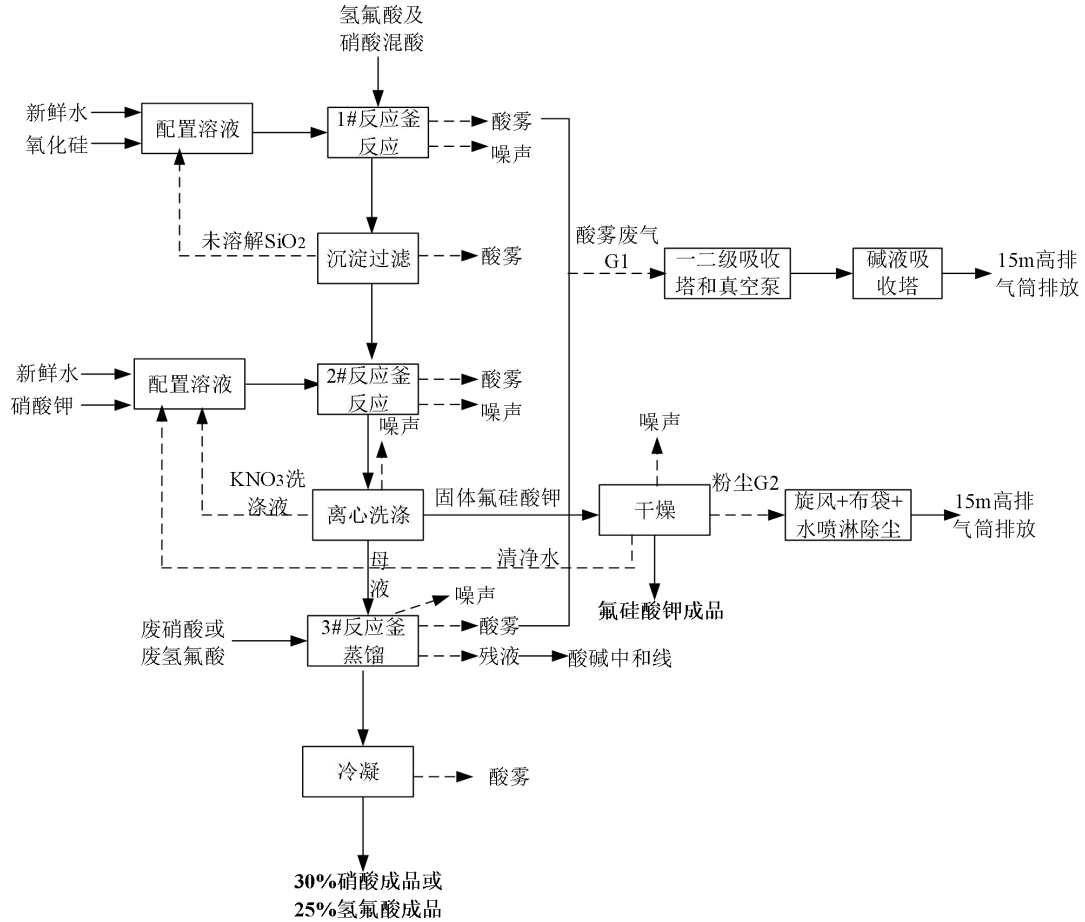 氢氟酸及
硝酸混酸
新鲜水
氧化硅
配置溶液
1#反应釜
反应
酸雾
噪声
未溶解SiO2
沉淀过滤
酸雾
酸雾废气
G1
一二级吸收
塔和真空泵
碱液吸
收塔
15m高排
气筒排放
新鲜水
硝酸钾
配置溶液
2#反应釜
反应
酸雾
噪声
噪声
KNO3洗
涤液
离心洗涤
固体氟硅酸钾
噪声
干燥
粉尘G2
旋风+布袋+
水喷淋除尘
15m高排
气筒排放
母
液
清净水
氟硅酸钾成品
废硝酸或
废氢氟酸
3#反应釜
蒸馏
噪声
酸雾
残液
酸碱中和线
冷凝
酸雾
30%硝酸成品或
25%氢氟酸成品